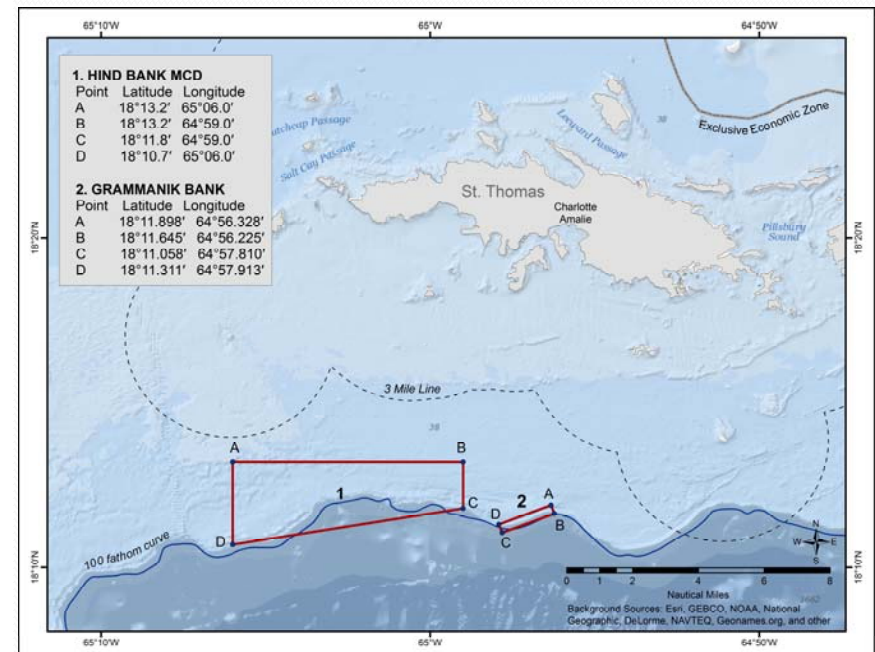 65°10'W 65°W 64°50'W
1. HIND BANK MCD
Point Latitude Longitude
A 18°13.2' 65°06.0'
B 18°13.2' 64°59.0'
C 18°11.8' 64°59.0'
D 18°10.7' 65°06.0'
2. GRAMMANIK BANK
Point Latitude Longitude
A 18°11.898' 64°56.328'
B 18°11.645' 64°56.225'
C 18°11.058' 64°57.810'
D 18°11.311' 64°57.913'
Passage
Salt Cay Passage
Leeward Passage
38
Exclusive Economic Zone
St. Thomas
Charlotte
Amalie
Pillsbury
Sound
18°20'N
18°20'N
3 Mile Line
38
A
B
1
C
D
2
A
D
B
C
100 fathom curve
18°10'N
18°10'N
N
W E
S
0 1 2 4 6 8
Nautical Miles
Background Sources: Esri, GEBCO, NOAA, National
Geographic, DeLorme, NAVTEQ, Geonames.org, and other
65°10'W 65°W 64°50'W